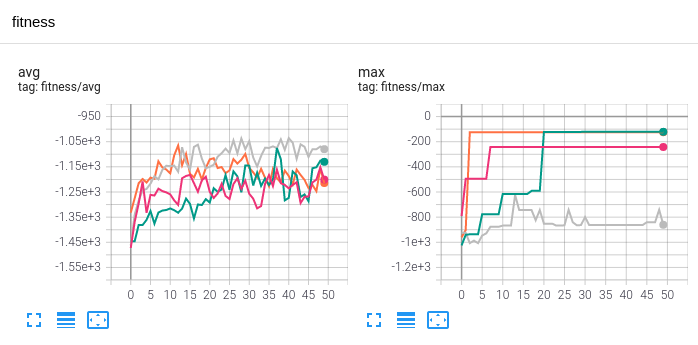 fitness
avg
tag: fitness/avg
-950
-1.05e+3
-1.15e+3
-1.25e+3
-1.35e+3
-1.45e+3
-1.55e+3
0 5 10 15 20 25 30 35 40 45 50
max
tag: fitness/max
0
-200
-400
-600
-800
-1e+3
-1.2e+3
0 5 10 15 20 25 30 35 40 45 50